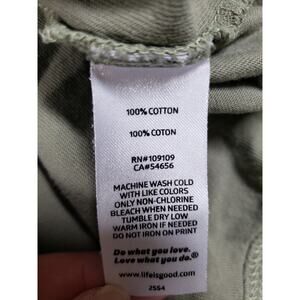 100% COTTON
100% COTON
RN#109109
CA#54656
MACHINE WASH COLD
WITH LIKE COLORS
ONLY NON-CHLORINE
BLEACH WHEN NEEDED
TUMBLE DRY LOW
WARM IRON IF NEEDED
DO NOT IRON ON PRINT
Do what you love.
Love what you do.®
www.lifeisgood.com
2554